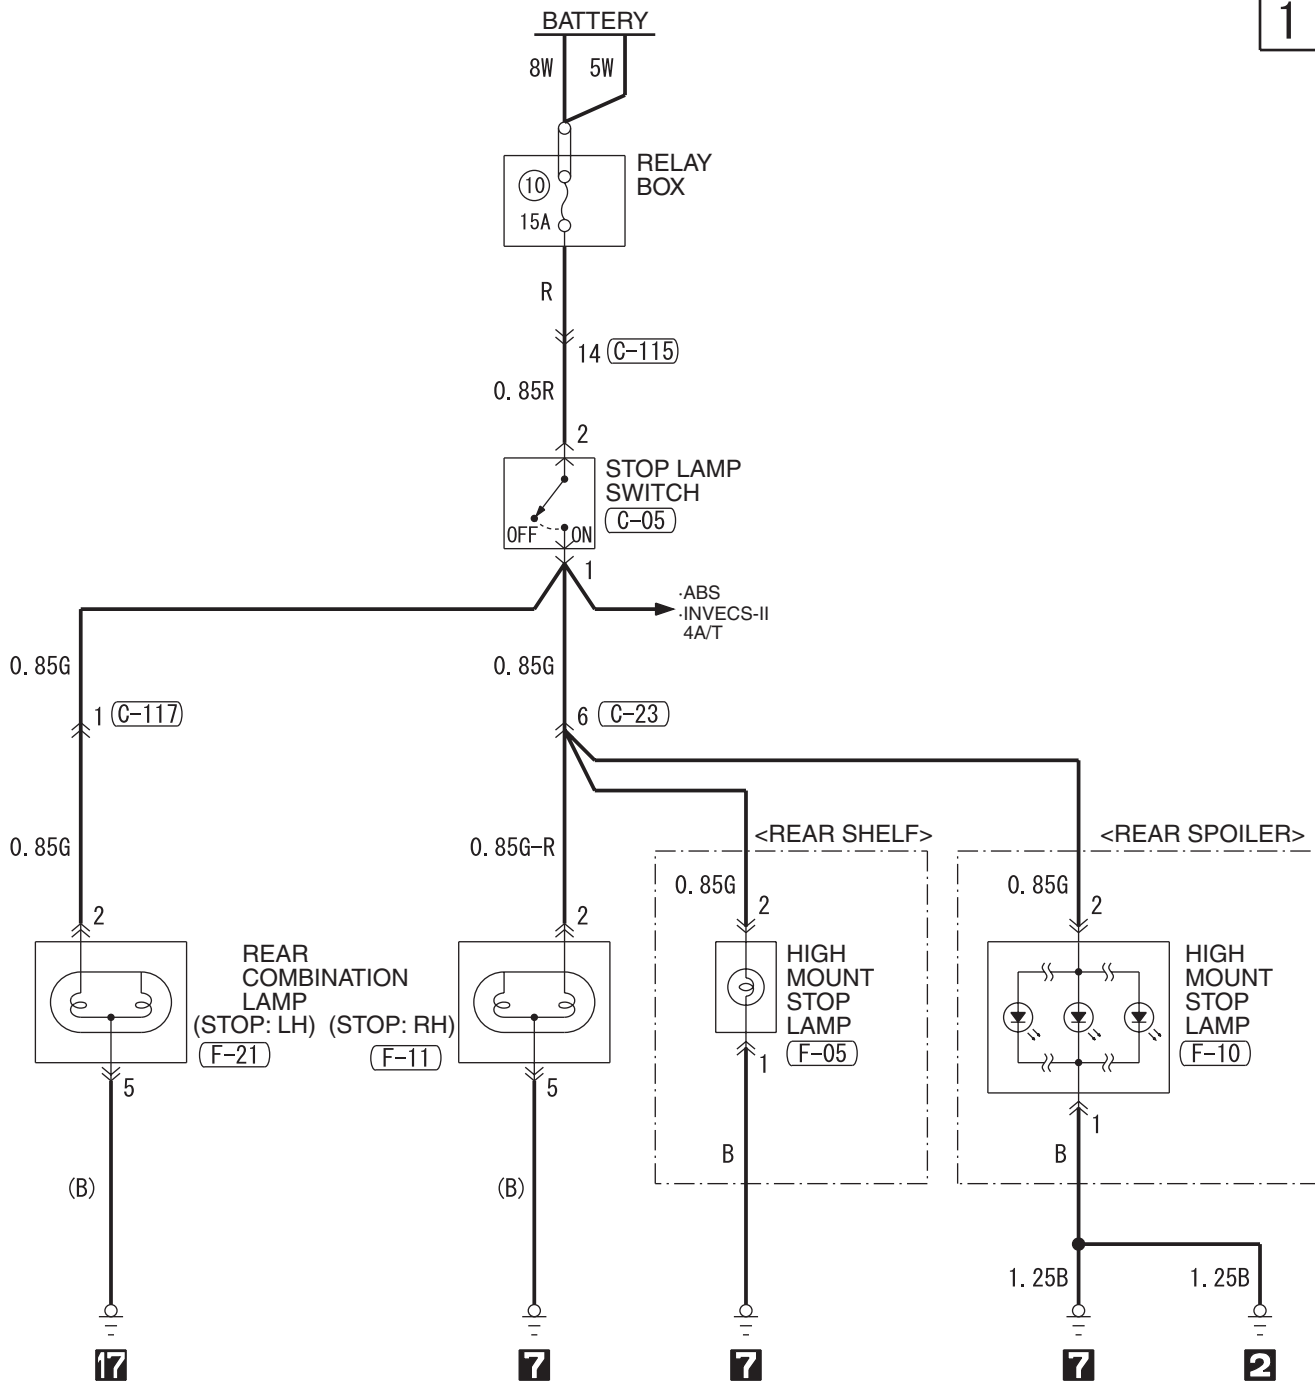 1
BATTERY
8W
5W
RELAY
BOX
10
15A
R
14 C-115
0.85R
2
STOP LAMP
SWITCH
C-05
OFF ON
1
·ABS
·INVECS-II
4A/T
0.85G
0.85G
1 C-117
6 C-23
0.85G
0.85G-R
<REAR SHELF>
<REAR SPOILER>
0.85G
0.85G
2
2
2
2
REAR
COMBINATION
LAMP
(STOP: LH) (STOP: RH)
F-21
F-11
HIGH
MOUNT
STOP
LAMP
F-05
HIGH
MOUNT
STOP
LAMP
F-10
5
5
1
1
(B)
(B)
B
B
1.25B
1.25B
17
7
7
7
2